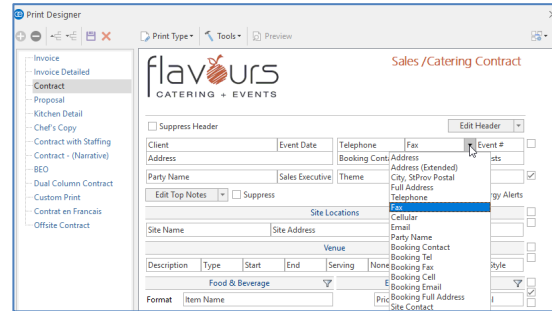 Print Designer
Print Type Tools Preview
Invoice
Invoice Detailed
Contract
Proposal
Kitchen Detail
Chef's Copy
Contract with Staffing
Contract - (Narrative)
BEO
Dual Column Contract
Custom Print
Contrat en Francais
Offsite Contract
flavours
CATERING + EVENTS
Sales /Catering Contract
Suppress Header Edit Header
Client Event Date Telephone Fax Event #
Address Booking Conta
Party Name Sales Executive Theme
Edit Top Notes Suppress rgy Alerts
Site Locations
Site Name Site Address
Venue
Description Type Start End Serving None Style
Food & Beverage
Format Item Name Pric
Address
Address (Extended)
City, StProv Postal
Full Address
Telephone
Fax
Cellular
Email
Party Name
Booking Contact
Booking Tel
Booking Fax
Booking Cell
Booking Email
Booking Full Address
Site Contact